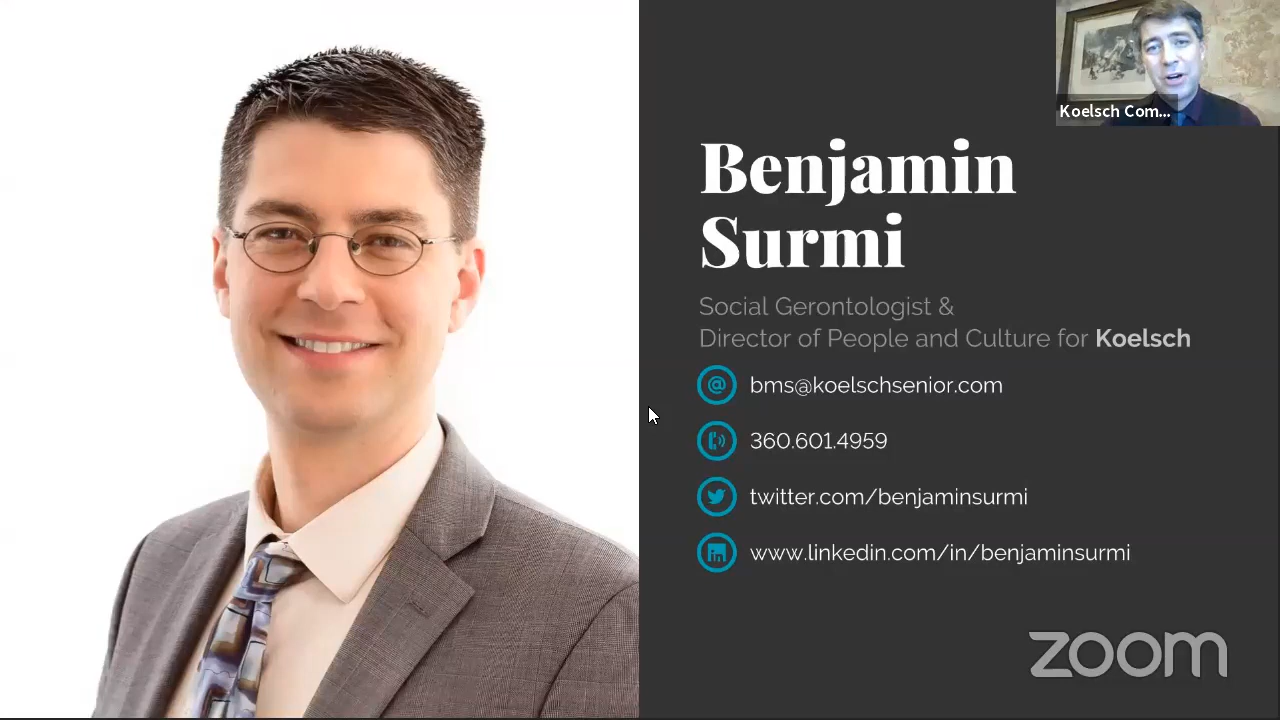 Koelsch Com...
Benjamin
Surmi
Social Gerontologist &
Director of People and Culture for Koelsch
bms@koelschsenior.com
360.601.4959
twitter.com/benjaminsurmi
www.linkedin.com/in/benjaminsurmi
zoom